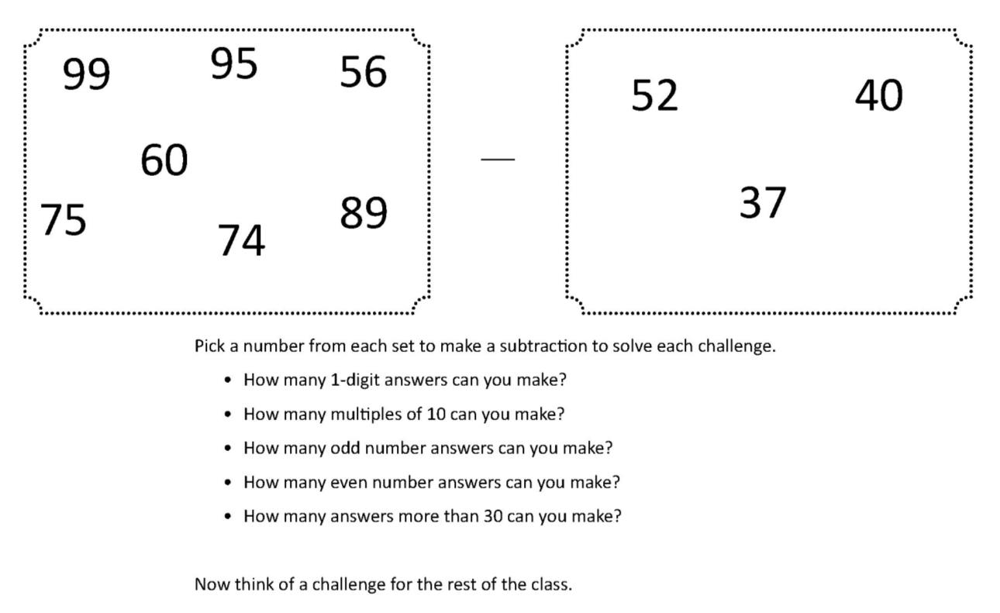 99 95 56
60
75 74 89
—
52 40
37
Pick a number from each set to make a subtraction to solve each challenge.
• How many 1-digit answers can you make?
• How many multiples of 10 can you make?
• How many odd number answers can you make?
• How many even number answers can you make?
• How many answers more than 30 can you make?
Now think of a challenge for the rest of the class.